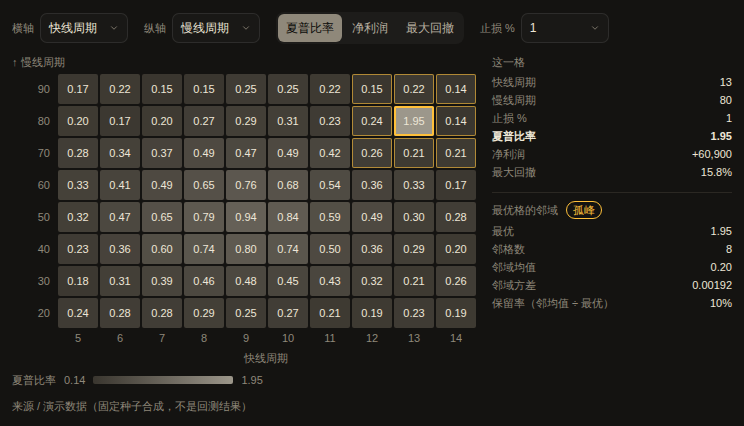 横轴 快线周期 纵轴 慢线周期 夏普比率 净利润 最大回撤 止损 % 1
↑ 慢线周期
90 0.17 0.22 0.15 0.15 0.25 0.25 0.22 0.15 0.22 0.14
80 0.20 0.17 0.20 0.27 0.29 0.31 0.23 0.24 1.95 0.14
70 0.28 0.34 0.37 0.49 0.47 0.49 0.42 0.26 0.21 0.21
60 0.33 0.41 0.49 0.65 0.76 0.68 0.54 0.36 0.33 0.17
50 0.32 0.47 0.65 0.79 0.94 0.84 0.59 0.49 0.30 0.28
40 0.23 0.36 0.60 0.74 0.80 0.74 0.50 0.36 0.29 0.20
30 0.18 0.31 0.39 0.46 0.48 0.45 0.43 0.32 0.21 0.26
20 0.24 0.28 0.28 0.29 0.25 0.27 0.21 0.19 0.23 0.19
5 6 7 8 9 10 11 12 13 14
快线周期
夏普比率 0.14 1.95
这一格
快线周期 13
慢线周期 80
止损 % 1
夏普比率 1.95
净利润 +60,900
最大回撤 15.8%
最优格的邻域 孤峰
最优 1.95
邻格数 8
邻域均值 0.20
邻域方差 0.00192
保留率（邻均值 ÷ 最优） 10%
来源 / 演示数据（固定种子合成，不是回测结果）